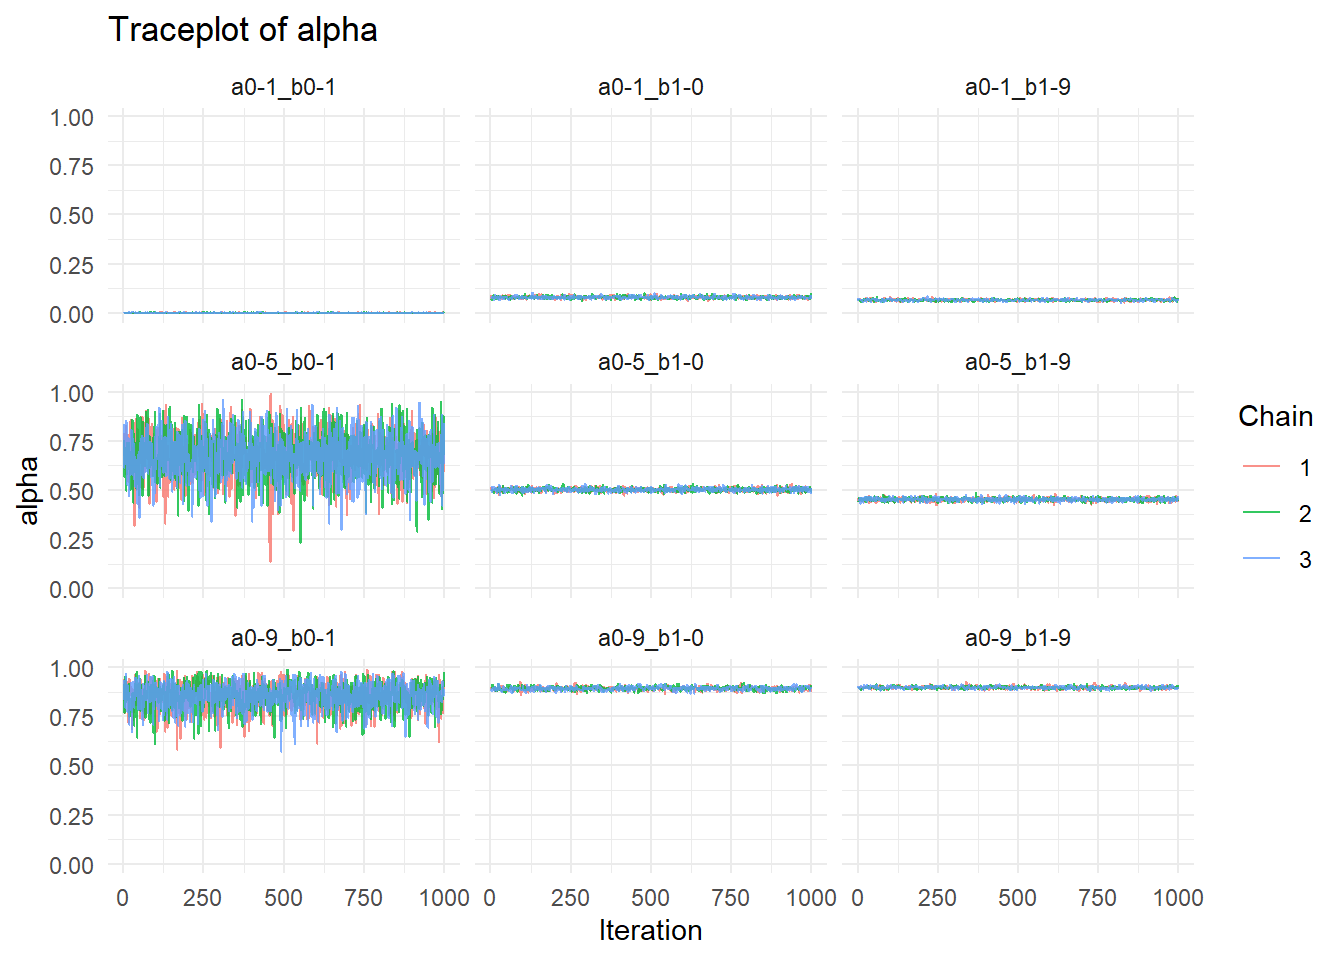 Traceplot of alpha
a0-1_b0-1 a0-1_b1-0 a0-1_b1-9
1.00
0.75
0.50
0.25
0.00
a0-5_b0-1 a0-5_b1-0 a0-5_b1-9
1.00
0.75
0.50
0.25
0.00
a0-9_b0-1 a0-9_b1-0 a0-9_b1-9
1.00
0.75
0.50
0.25
0.00
0 250 500 750 1000 0 250 500 750 1000 0 250 500 750 1000
Iteration
alpha
Chain
1
2
3